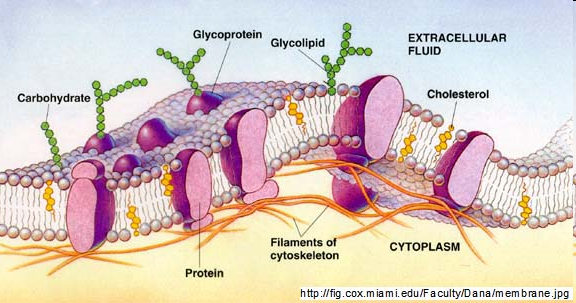 Glycoprotein
Glycolipid
EXTRACELLULAR
FLUID
Carbohydrate
Cholesterol
Filaments of
cytoskeleton
CYTOPLASM
Protein
http://fig.cox.miami.edu/Faculty/Dana/membrane.jpg